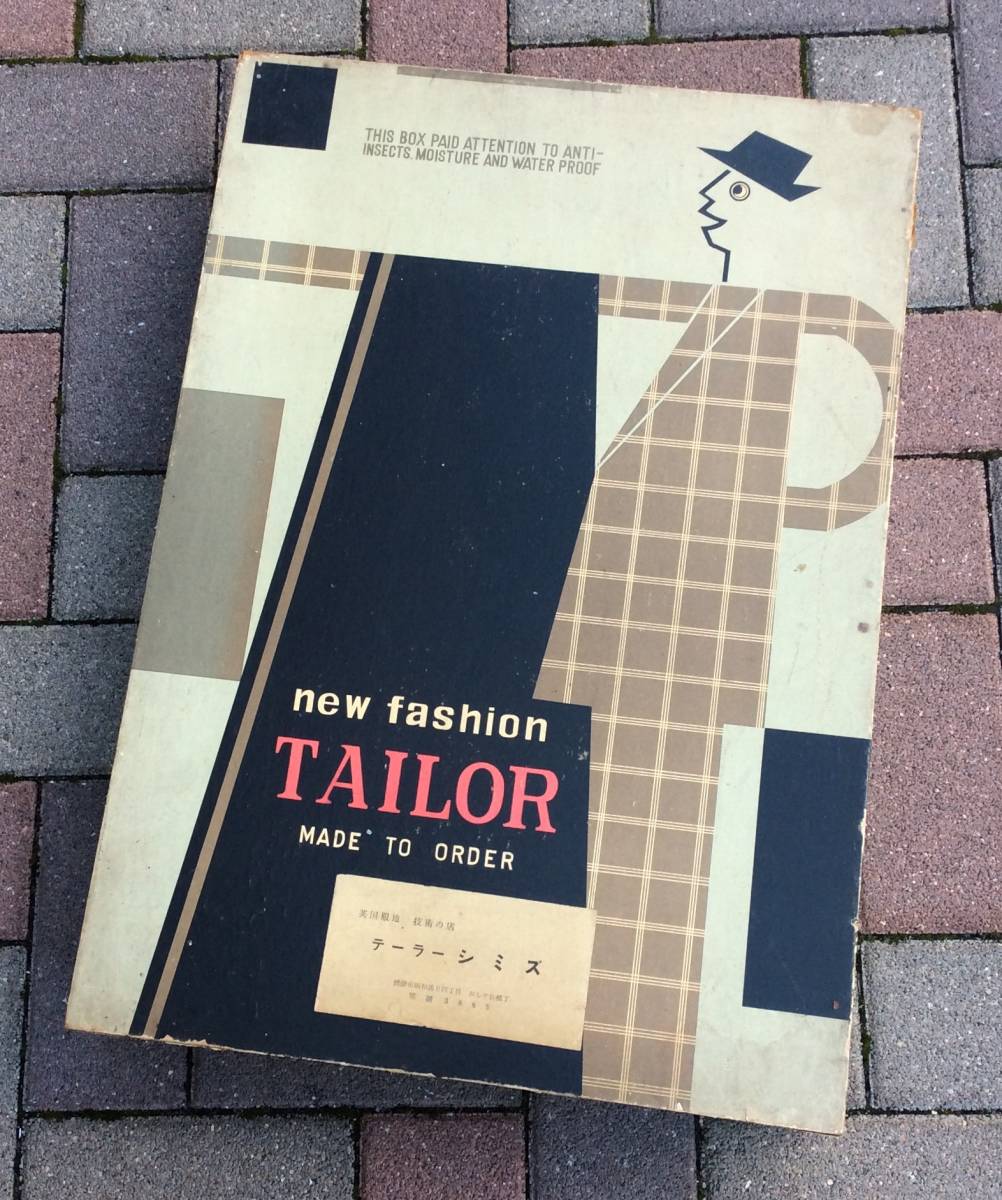 THIS BOX PAID ATTENTION TO ANTI-
INSECTS. MOISTURE AND WATER PROOF
new fashion
TAILOR
MADE TO ORDER
英国服地 技術の店
テーラーシミズ